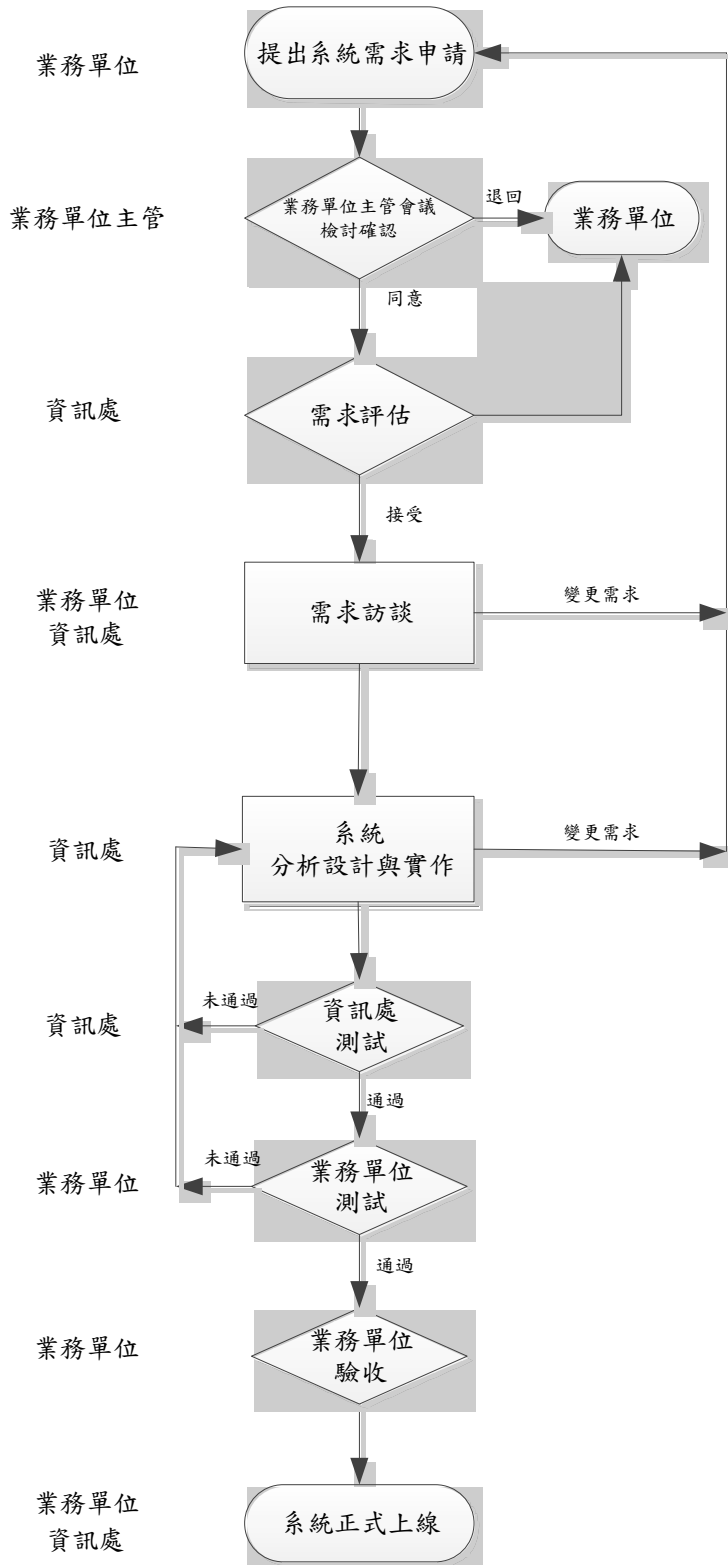 業務單位
提出系統需求申請
業務單位主管
業務單位主管會議
檢討確認
退回
業務單位
同意
資訊處
需求評估
接受
業務單位
資訊處
需求訪談
變更需求
資訊處
系統
分析設計與實作
變更需求
資訊處
未通過
資訊處
測試
通過
業務單位
未通過
業務單位
測試
通過
業務單位
業務單位
驗收
業務單位
資訊處
系統正式上線